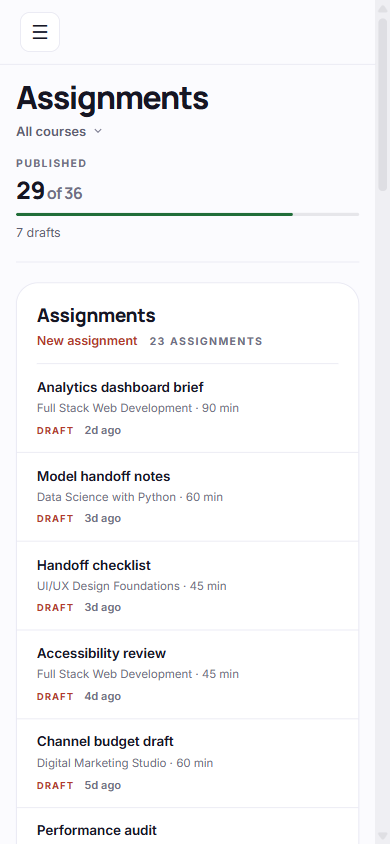 Assignments
All courses
PUBLISHED
29 of 36
7 drafts
Assignments
New assignment 23 ASSIGNMENTS
Analytics dashboard brief
Full Stack Web Development · 90 min
DRAFT 2d ago
Model handoff notes
Data Science with Python · 60 min
DRAFT 3d ago
Handoff checklist
UI/UX Design Foundations · 45 min
DRAFT 3d ago
Accessibility review
Full Stack Web Development · 45 min
DRAFT 4d ago
Channel budget draft
Digital Marketing Studio · 60 min
DRAFT 5d ago
Performance audit